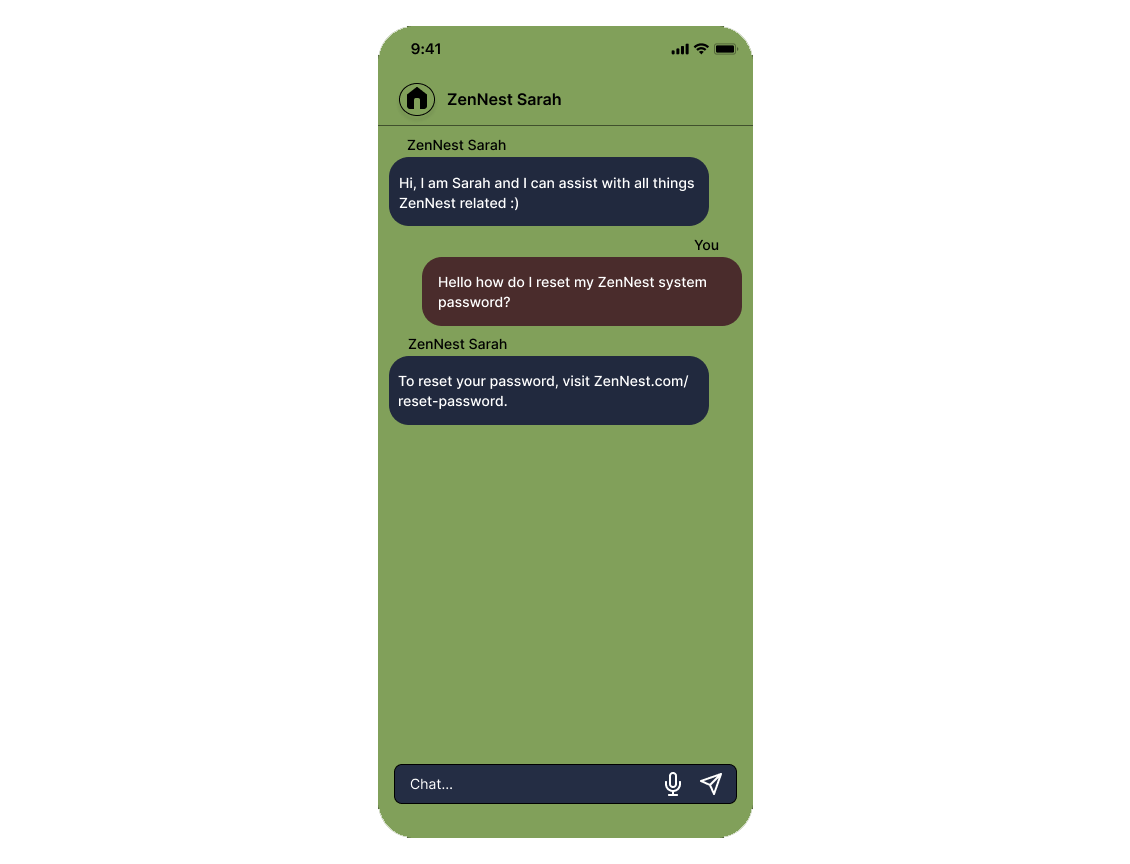 9:41
ZenNest Sarah
ZenNest Sarah
Hi, I am Sarah and I can assist with all things
ZenNest related :)
You
Hello how do I reset my ZenNest system
password?
ZenNest Sarah
To reset your password, visit ZenNest.com/
reset-password.
Chat...